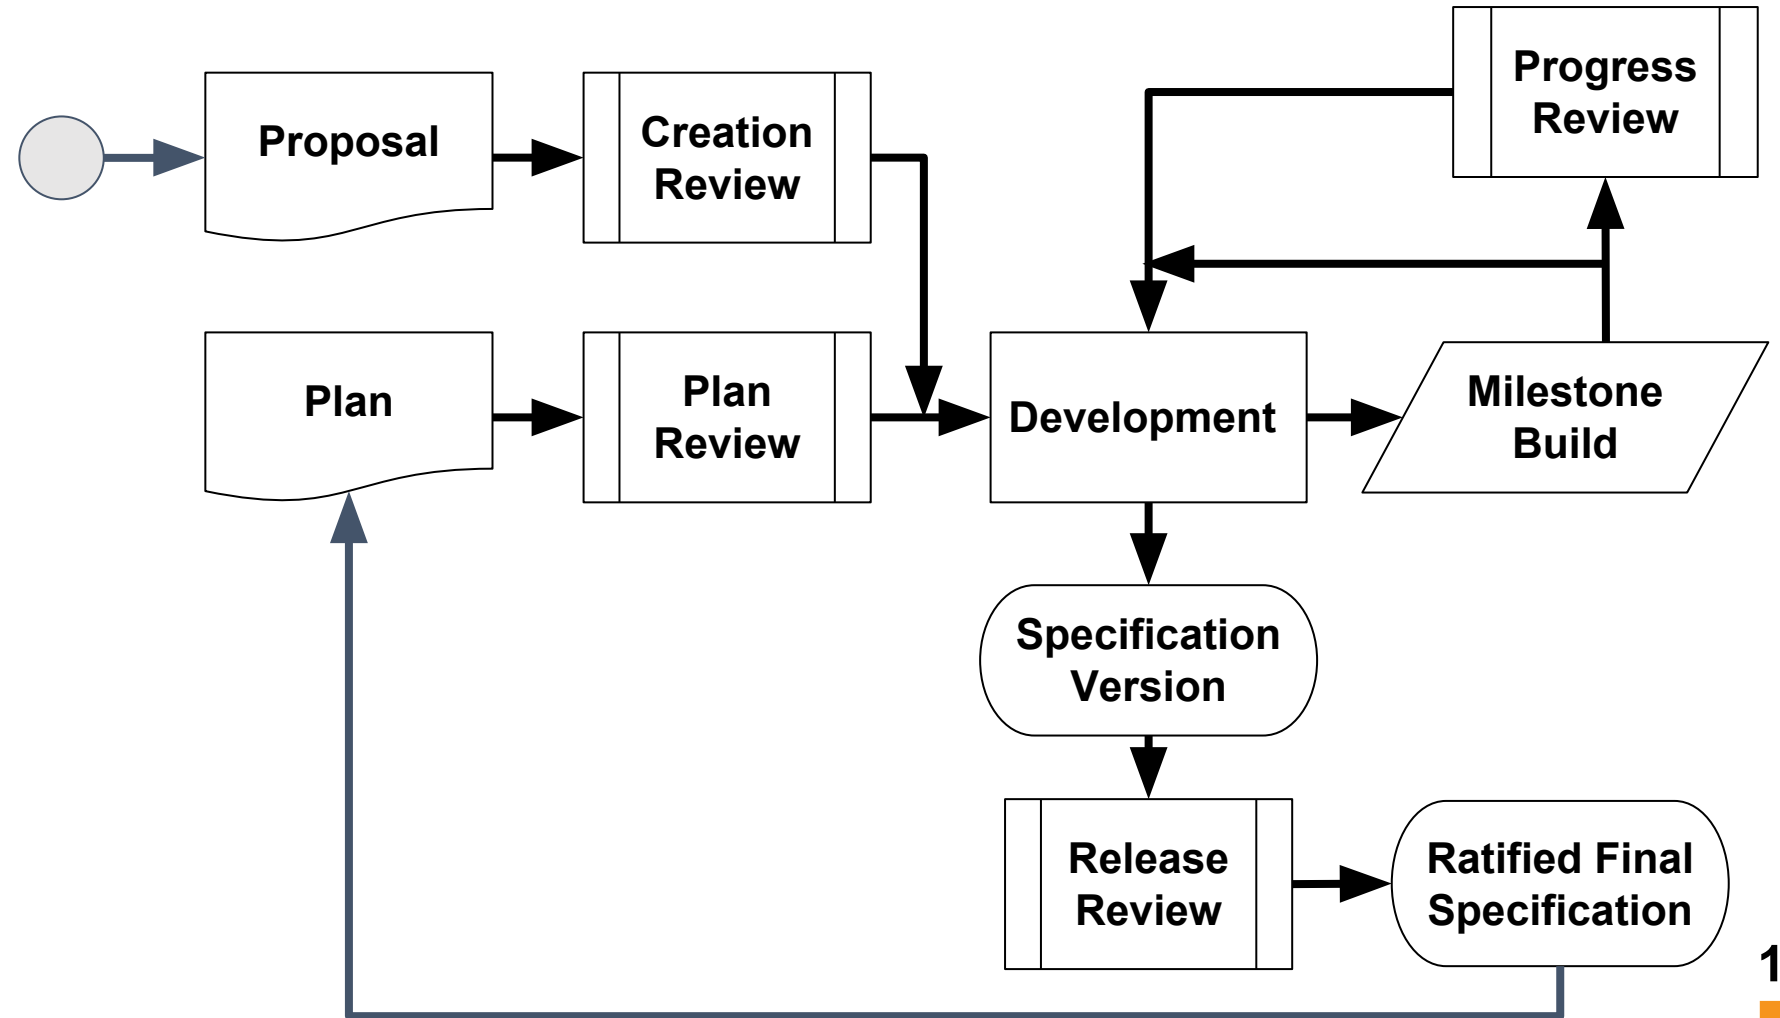 Proposal
Creation
Review
Progress
Review
Plan
Plan
Review
Development
Milestone
Build
Specification
Version
Release
Review
Ratified Final
Specification
1